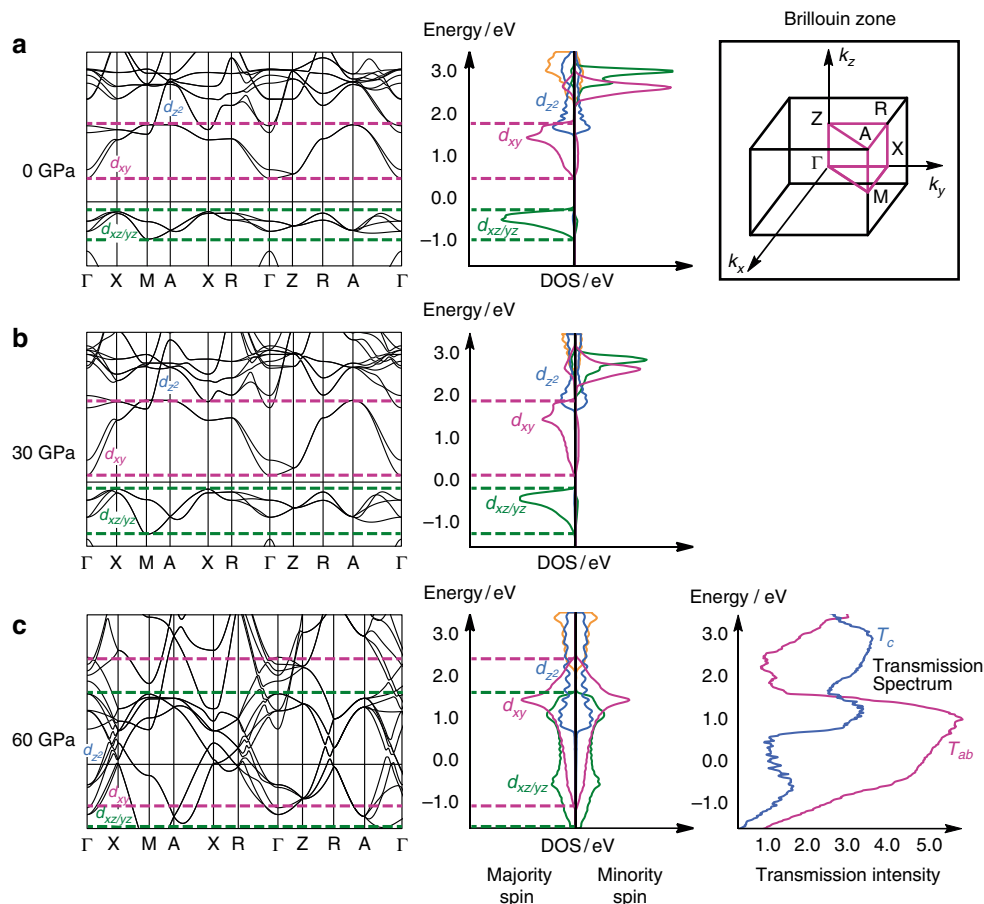 a
0 GPa
d_z²
d_xy
d_xz/yz
Γ X M A X R Γ Z R A Γ
Energy / eV
3.0
2.0
1.0
0.0
−1.0
d_z²
d_xy
d_xz/yz
DOS / eV
Brillouin zone
k_z
Z
R
A
Γ
X
k_y
M
k_x
b
30 GPa
d_z²
d_xy
d_xz/yz
Γ X M A X R Γ Z R A Γ
Energy / eV
3.0
2.0
1.0
0.0
−1.0
d_z²
d_xy
d_xz/yz
DOS / eV
c
60 GPa
d_z²
d_xy
d_xz/yz
Γ X M A X R Γ Z R A Γ
Energy / eV
3.0
2.0
1.0
0.0
−1.0
d_z²
d_xy
d_xz/yz
DOS / eV
Majority
spin
Minority
spin
Energy / eV
3.0
2.0
1.0
0.0
−1.0
T_c
Transmission
Spectrum
T_ab
1.0 2.0 3.0 4.0 5.0
Transmission intensity